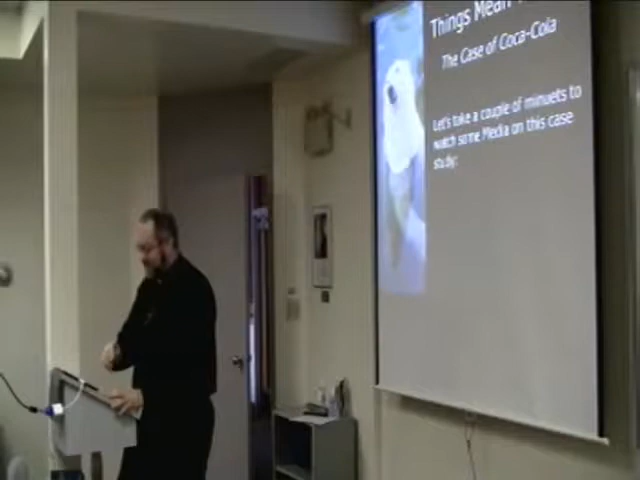 Things Mean
The Case of Coca-Cola
Let's take a couple of minuets to
watch some Media on this case
study: